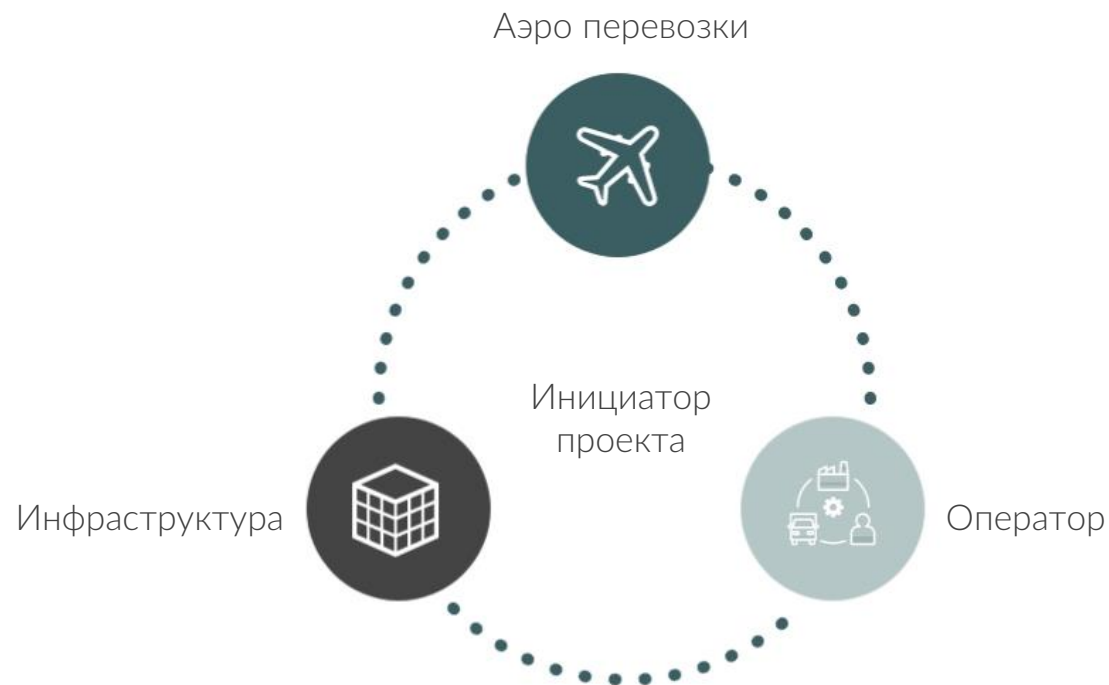 Аэро перевозки
Инициатор
проекта
Инфраструктура
Оператор